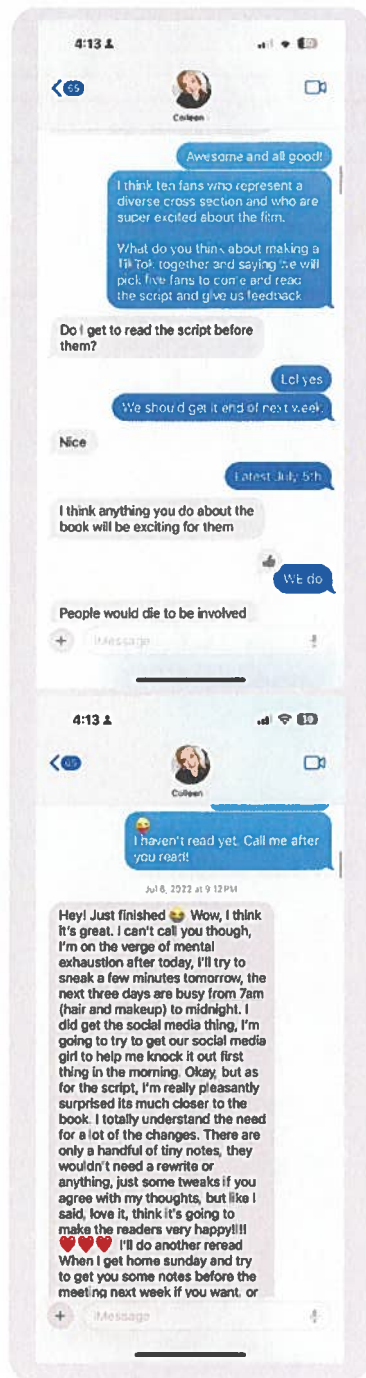 4:13
65
Colleen
Awesome and all good!
I think ten fans who represent a
diverse cross section and who are
super excited about the film.
What do you think about making a
TikTok together and saying we will
pick five fans to come and read
the script and give us feedback
Do I get to read the script before
them?
Lol yes
We should get it end of next week.
Nice
Latest July 5th
I think anything you do about the
book will be exciting for them
WE do
People would die to be involved
iMessage
4:13
Colleen
I haven't read yet. Call me after
you read!
Jul 6, 2022 at 9:12 PM
Hey! Just finished 😂 Wow, I think
it's great. I can't call you though,
I'm on the verge of mental
exhaustion after today, I'll try to
sneak a few minutes tomorrow, the
next three days are busy from 7am
(hair and makeup) to midnight. I
did get the social media thing, I'm
going to try to get our social media
girl to help me knock it out first
thing in the morning. Okay, but as
for the script, I'm really pleasantly
surprised its much closer to the
book. I totally understand the need
for a lot of the changes. There are
only a handful of tiny notes, they
wouldn't need a rewrite or
anything, just some tweaks if you
agree with my thoughts, but like I
said, love it, think it's going to
make the readers very happy!!!!
❤️❤️❤️ I'll do another reread
When I get home sunday and try
to get you some notes before the
meeting next week if you want, or
iMessage